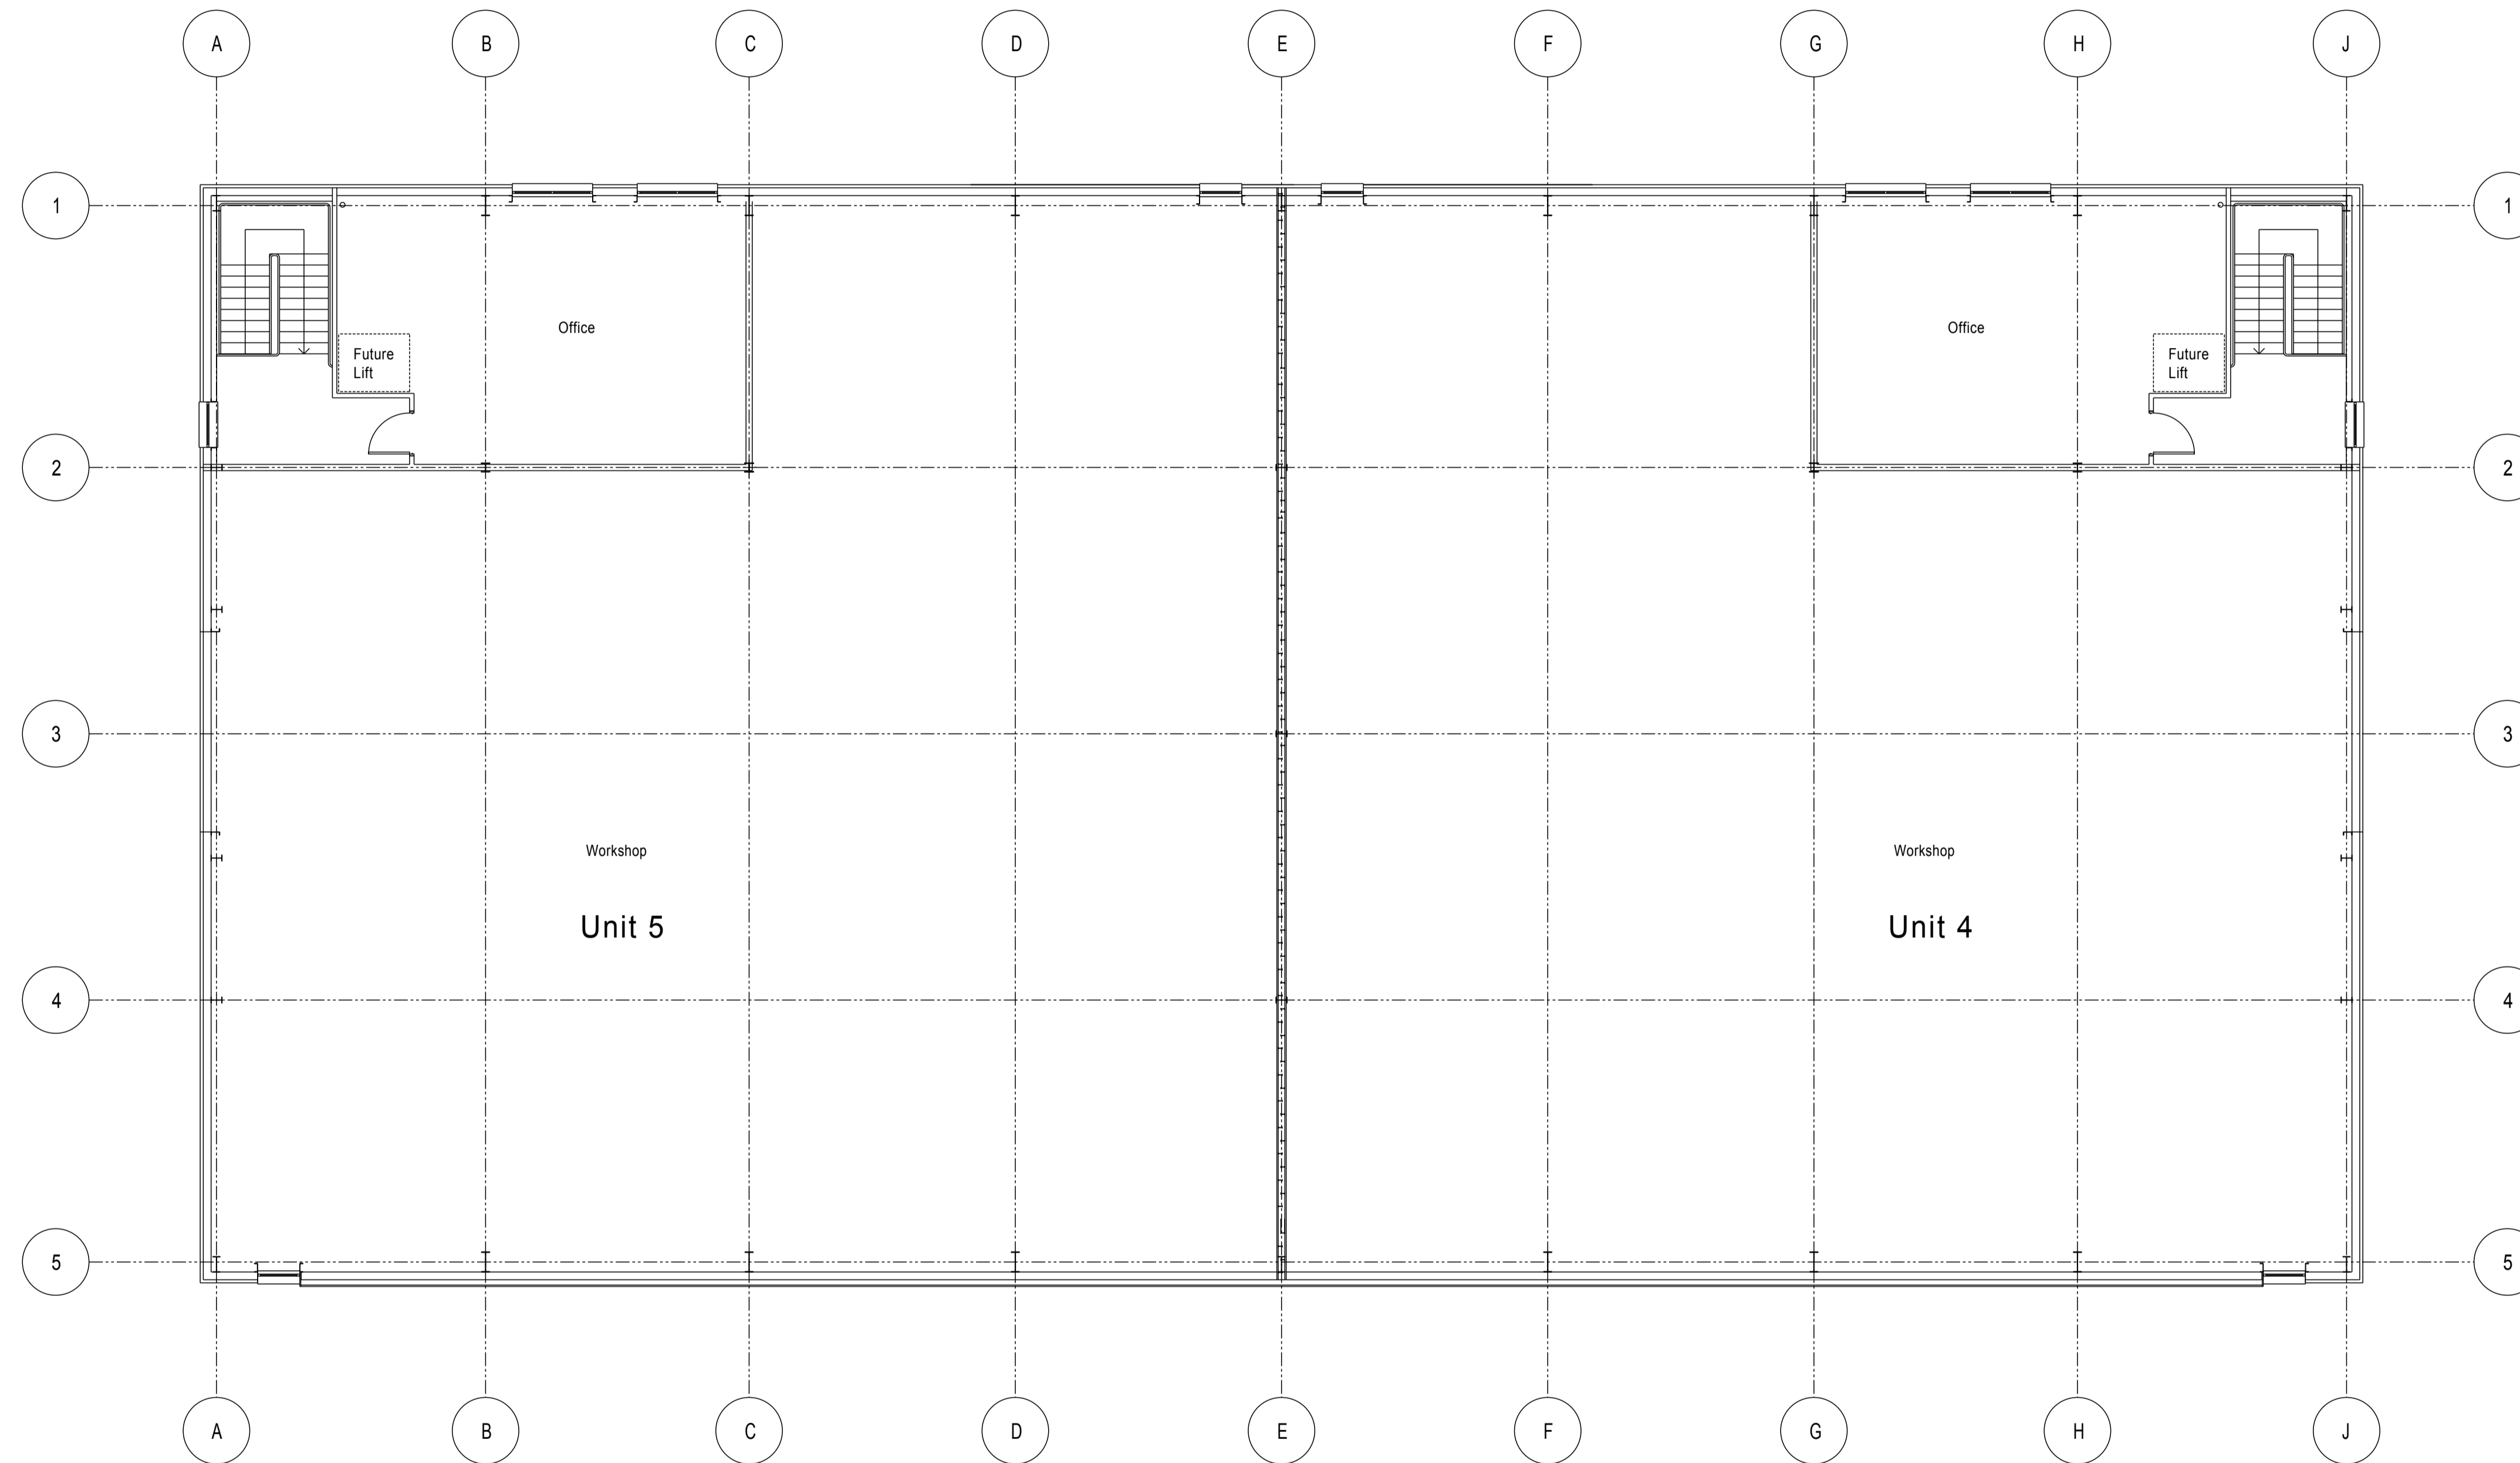 A B C D E F G H J
1 1
Office Office
Future Future
Lift Lift
2 2
3 3
Workshop Workshop
Unit 5 Unit 4
4 4
5 5
A B C D E F G H J